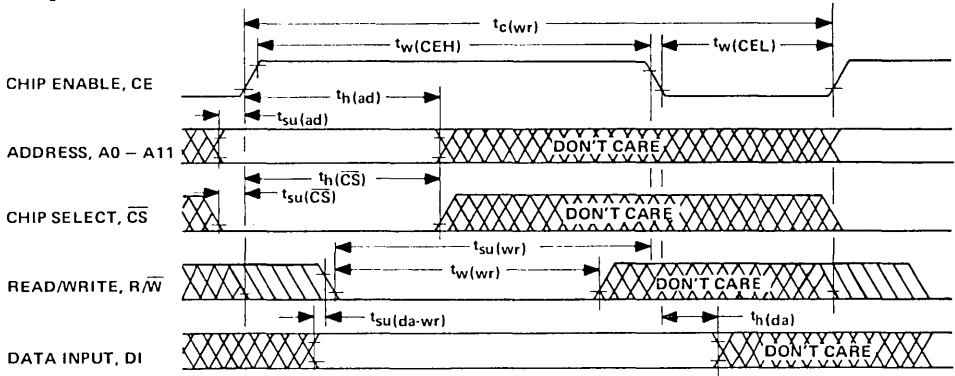 tc(wr)
tw(CEH)
tw(CEL)
CHIP ENABLE, CE
th(ad)
tsu(ad)
ADDRESS, A0 – A11
DON'T CARE
th(C̅S̅)
tsu(C̅S̅)
CHIP SELECT, C̅S̅
DON'T CARE
tsu(wr)
tw(wr)
READ/WRITE, R/W̅
DON'T CARE
tsu(da-wr)
th(da)
DATA INPUT, DI
DON'T CARE